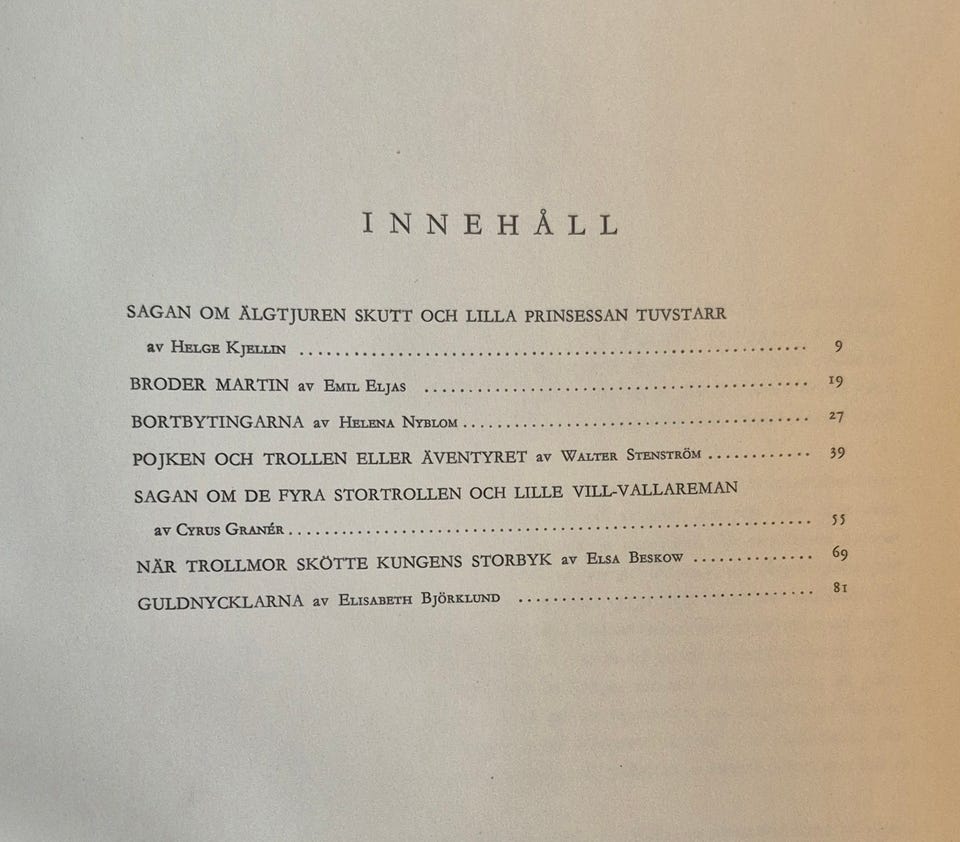 INNEHÅLL
SAGAN OM ÄLGTJUREN SKUTT OCH LILLA PRINSESSAN TUVSTARR
av Helge Kjellin ........................................................ 9
BRODER MARTIN av Emil Eljas ........................................... 19
BORTBYTINGARNA av Helena Nyblom ....................................... 27
POJKEN OCH TROLLEN ELLER ÄVENTYRET av Walter Stenström ............ 39
SAGAN OM DE FYRA STORTROLLEN OCH LILLE VILL-VALLAREMAN
av Cyrus Granér .......................................................... 55
NÄR TROLLMOR SKÖTTE KUNGENS STORBYK av Elsa Beskow .............. 69
GULDNYCKLARNA av Elisabeth Björklund ................................. 81